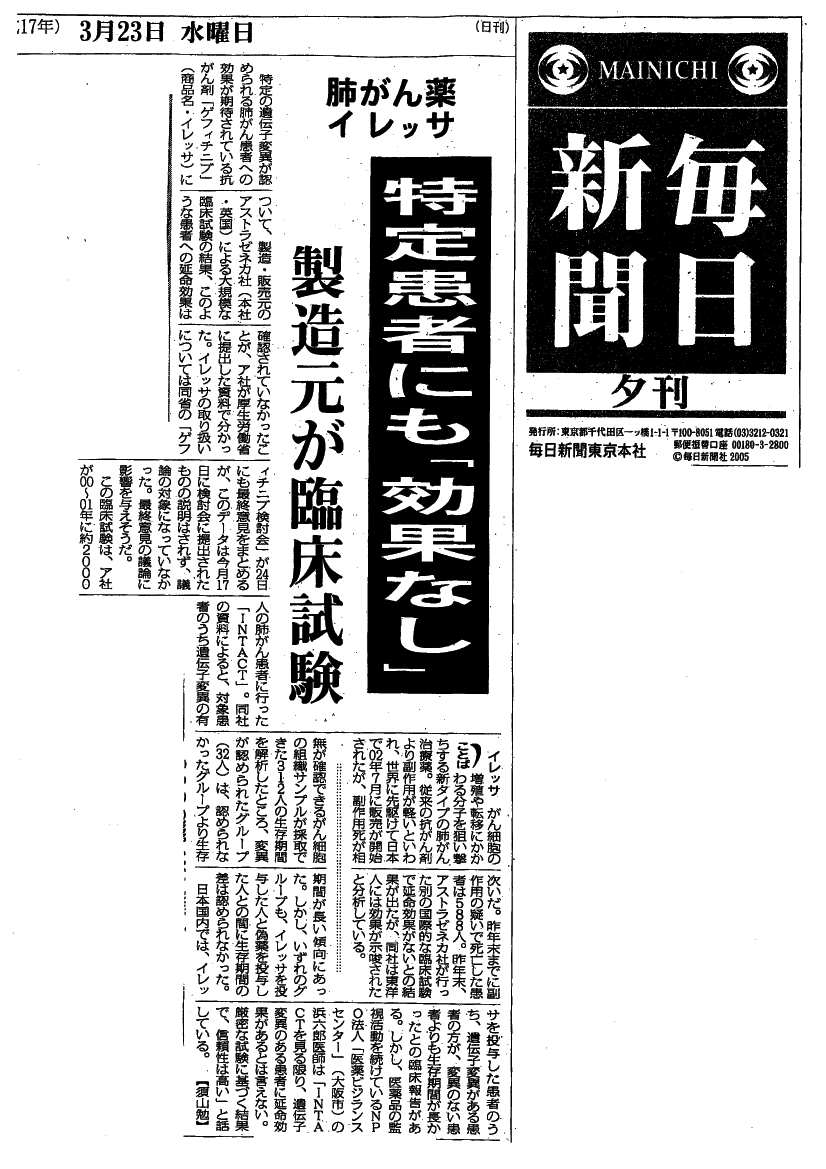 17年) 3月23日 水曜日
(日刊)
MAINICHI
毎日
新聞
夕刊
発行所:東京都千代田区一ッ橋1-1-1〒100-8051電話(03)3212-0321
郵便振替口座 00180-3-2800
毎日新聞東京本社
©毎日新聞社 2005
肺がん薬
イレッサ
特定患者にも「効果なし」
製造元が臨床試験
特定の遺伝子変異が認
められる肺がん患者への
効果が期待されている抗
がん剤「ゲフィチニブ」
(商品名・イレッサ)に
ついて、製造・販売元の
アストラゼネカ社(本社
・英国)による大規模な
臨床試験の結果、このよ
うな患者への延命効果は
確認されていなかったこ
とが、ア社が厚生労働省
に提出した資料で分かっ
た。イレッサの取り扱い
については同省の「ゲフ
ィチニブ検討会」が24日
にも最終意見をまとめる
が、このデータは今月17
日に検討会に提出された
ものの説明はされず、議
論の対象になっていなか
った。最終意見の議論に
影響を与えそうだ。
この臨床試験は、ア社
が00〜01年に約2000
人の肺がん患者に行った
「INTACT」。同社
の資料によると、対象患
者のうち遺伝子変異の有
無が確認できるがん細胞
の組織サンプルが採取で
きた312人の生存期間
を解析したところ、変異
が認められたグループ
(32人)は、認められな
かったグループより生存
期間が長い傾向にあっ
た。しかし、いずれのグ
ループも、イレッサを投
与した人と偽薬を投与し
た人との間に生存期間の
差は認められなかった。
日本国内では、イレッ
サを投与した患者のう
ち、遺伝子変異がある患
者の方が、変異のない患
者よりも生存期間が長か
ったとの臨床報告があ
る。しかし、医薬品の監
視活動を続けているNP
O法人「医薬ビジランス
センター」(大阪市)の
浜六郎医師は「INTA
CTを見る限り、遺伝子
変異のある患者に延命効
果があるとは言えない。
厳密な試験に基づく結果
で、信頼性は高い」と話
している。【須山勉】
ことば
イレッサ がん細胞の
増殖や転移にかか
わる分子を狙い撃
ちする新タイプの肺がん
治療薬。従来の抗がん剤
より副作用が軽いといわ
れ、世界に先駆けて日本
で02年7月に販売が開始
されたが、副作用死が相
次いだ。昨年末までに副
作用の疑いで死亡した患
者は588人。昨年末、
アストラゼネカ社が行っ
た別の国際的な臨床試験
で延命効果がないとの結
果が出たが、同社は東洋
人には効果が示唆された
と分析している。